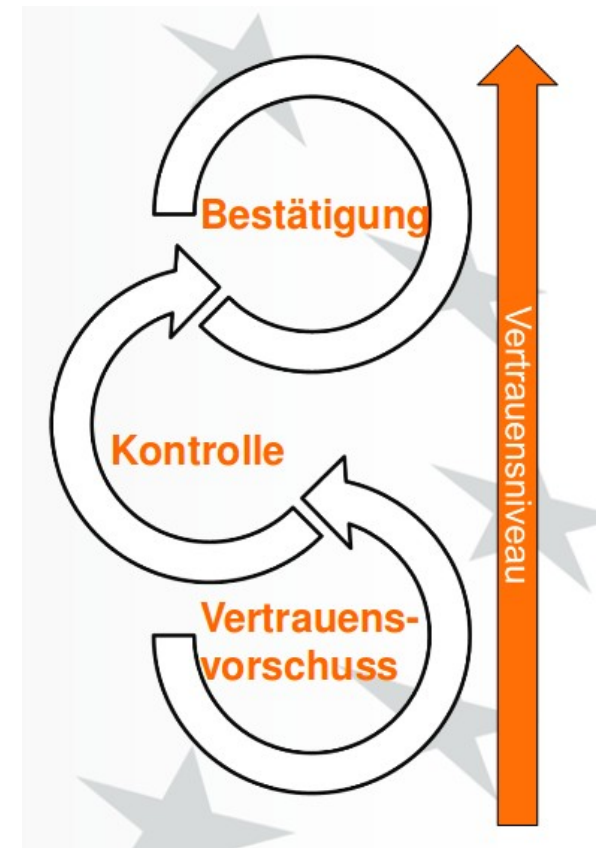 Bestätigung
Kontrolle
Vertrauens-
vorschuss
Vertrauensniveau